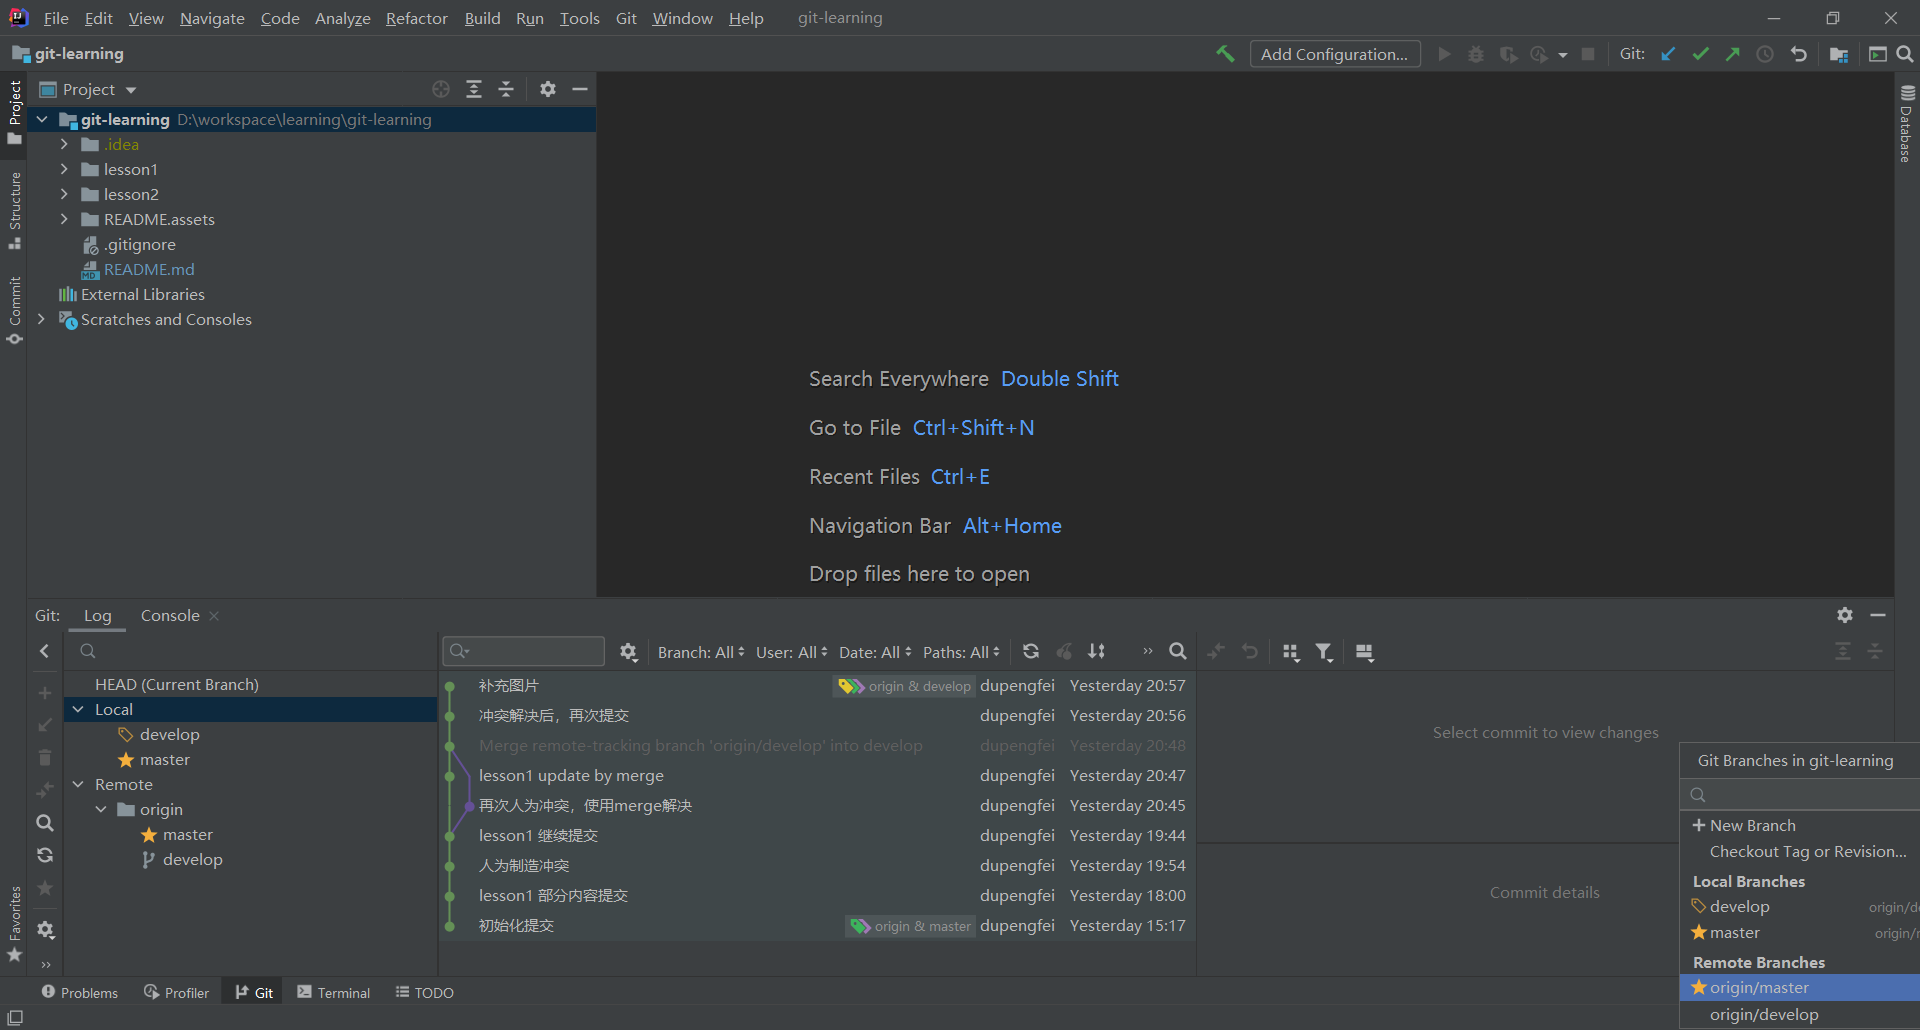 File Edit View Navigate Code Analyze Refactor Build Run Tools Git Window Help git-learning
git-learning
Add Configuration...
Git:
Project
Project
git-learning D:\workspace\learning\git-learning
.idea
lesson1
lesson2
README.assets
.gitignore
README.md
External Libraries
Scratches and Consoles
Structure
Commit
Favorites
Database
Search Everywhere Double Shift
Go to File Ctrl+Shift+N
Recent Files Ctrl+E
Navigation Bar Alt+Home
Drop files here to open
Git: Log Console
Branch: All User: All Date: All Paths: All
HEAD (Current Branch)
Local
develop
master
Remote
origin
master
develop
补充图片 origin & develop dupengfei Yesterday 20:57
冲突解决后，再次提交 dupengfei Yesterday 20:56
Merge remote-tracking branch 'origin/develop' into develop dupengfei Yesterday 20:48
lesson1 update by merge dupengfei Yesterday 20:47
再次人为冲突，使用merge解决 dupengfei Yesterday 20:45
lesson1 继续提交 dupengfei Yesterday 19:44
人为制造冲突 dupengfei Yesterday 19:54
lesson1 部分内容提交 dupengfei Yesterday 18:00
初始化提交 origin & master dupengfei Yesterday 15:17
Select commit to view changes
Commit details
Git Branches in git-learning
New Branch
Checkout Tag or Revision...
Local Branches
develop origin/de
master origin/r
Remote Branches
origin/master
origin/develop
Problems Profiler Git Terminal TODO